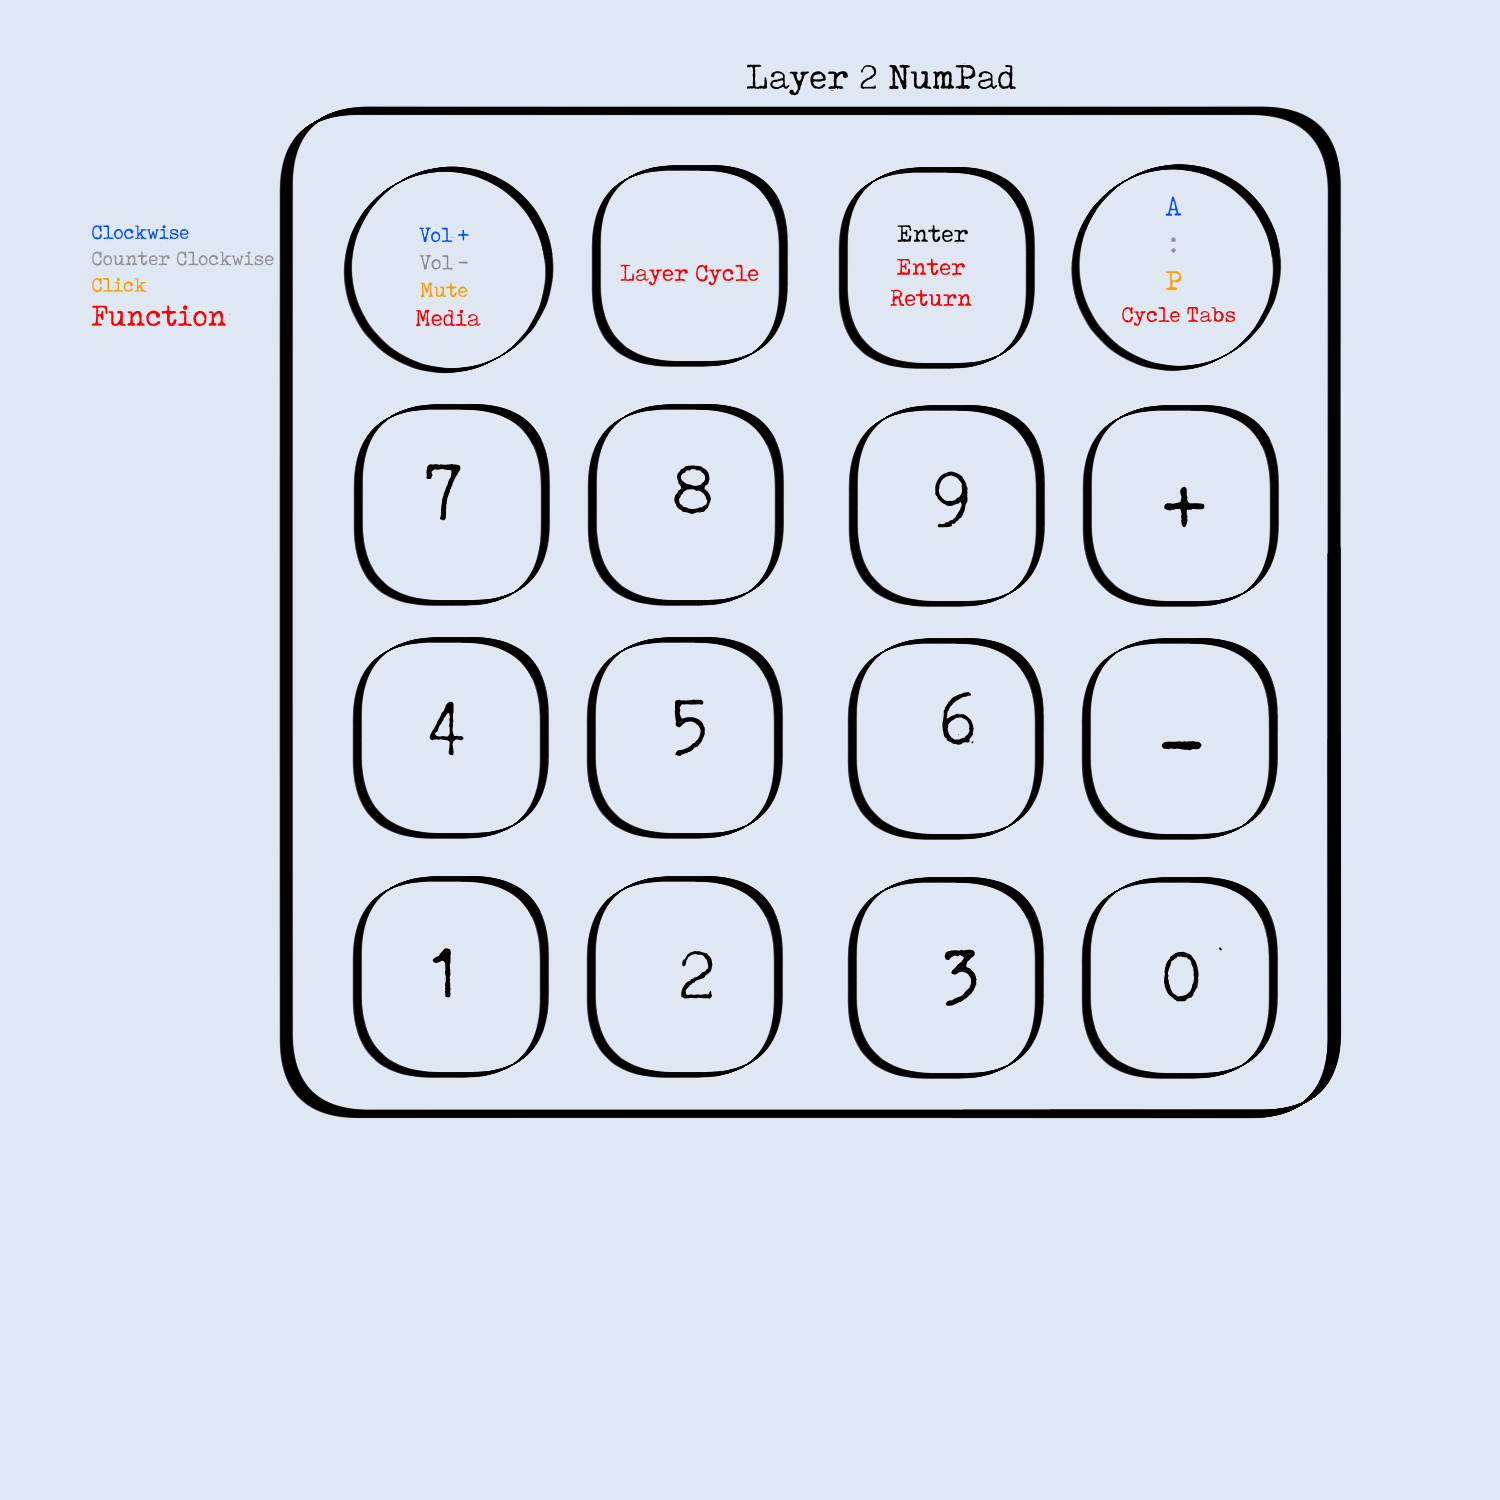 Layer 2 NumPad
Clockwise
Counter Clockwise
Click
Function
Vol +
Vol -
Mute
Media
Layer Cycle
Enter
Enter
Return
A
:
P
Cycle Tabs
7
8
9
+
4
5
6
-
1
2
3
0